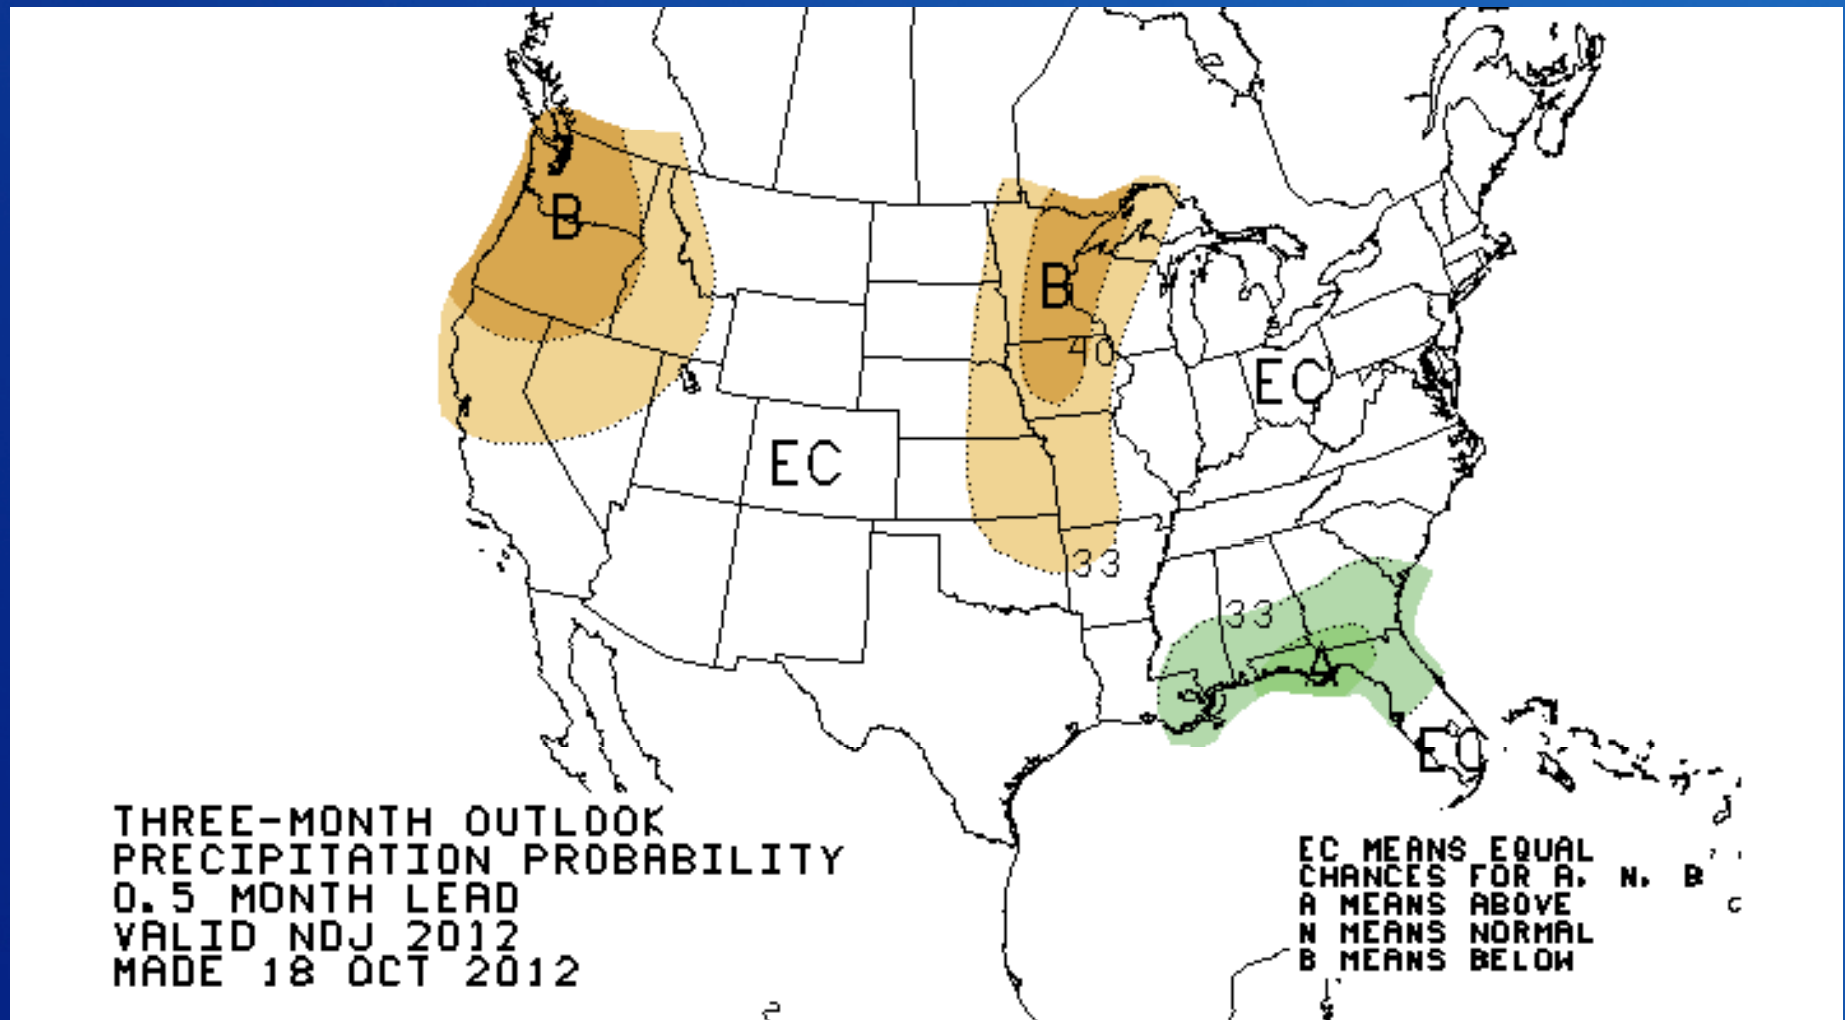 B
B
40
EC
EC
33
33
A
EC
THREE-MONTH OUTLOOK
PRECIPITATION PROBABILITY
0.5 MONTH LEAD
VALID NDJ 2012
MADE 18 OCT 2012
EC MEANS EQUAL
CHANCES FOR A, N, B
A MEANS ABOVE
N MEANS NORMAL
B MEANS BELOW